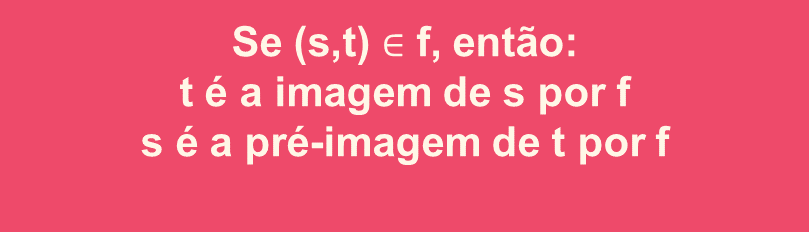 Se (s,t) ∈ f, então:
t é a imagem de s por f
s é a pré-imagem de t por f